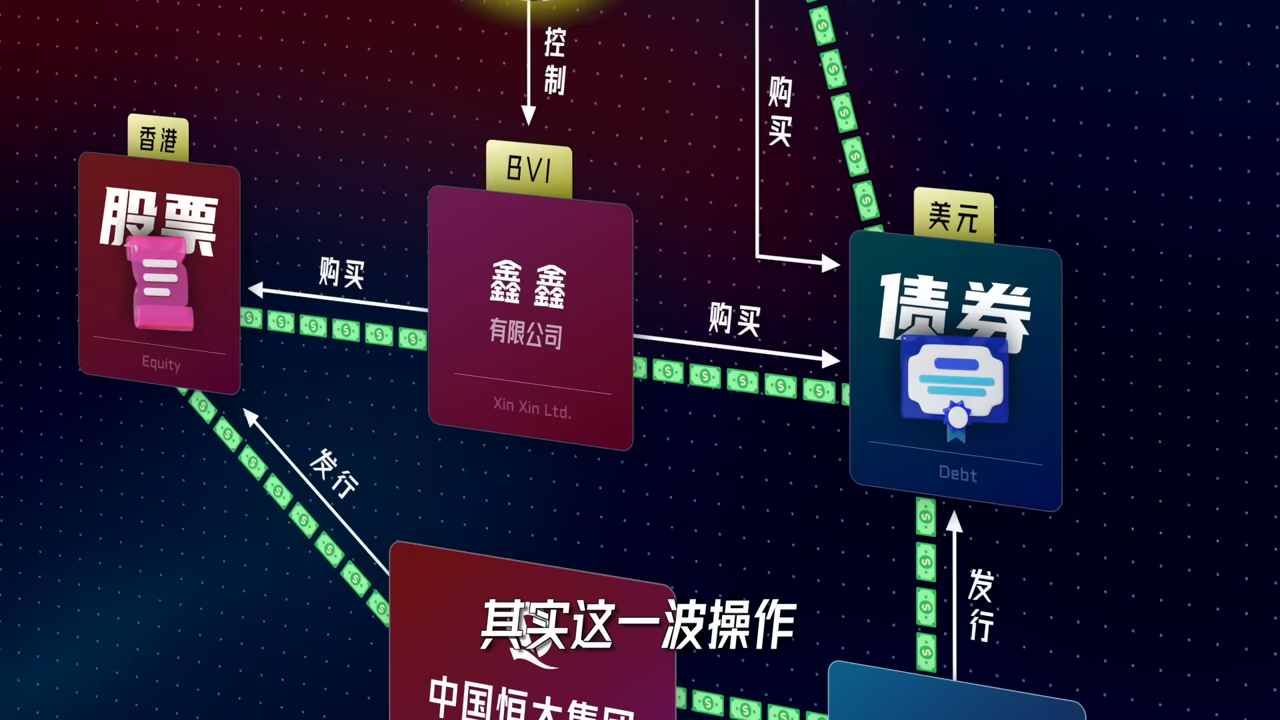 控制
购买
香港
股票
Equity
BVI
鑫鑫
有限公司
Xin Xin Ltd.
购买
购买
美元
债券
Debt
发行
发行
其实这一波操作
中国恒大集团